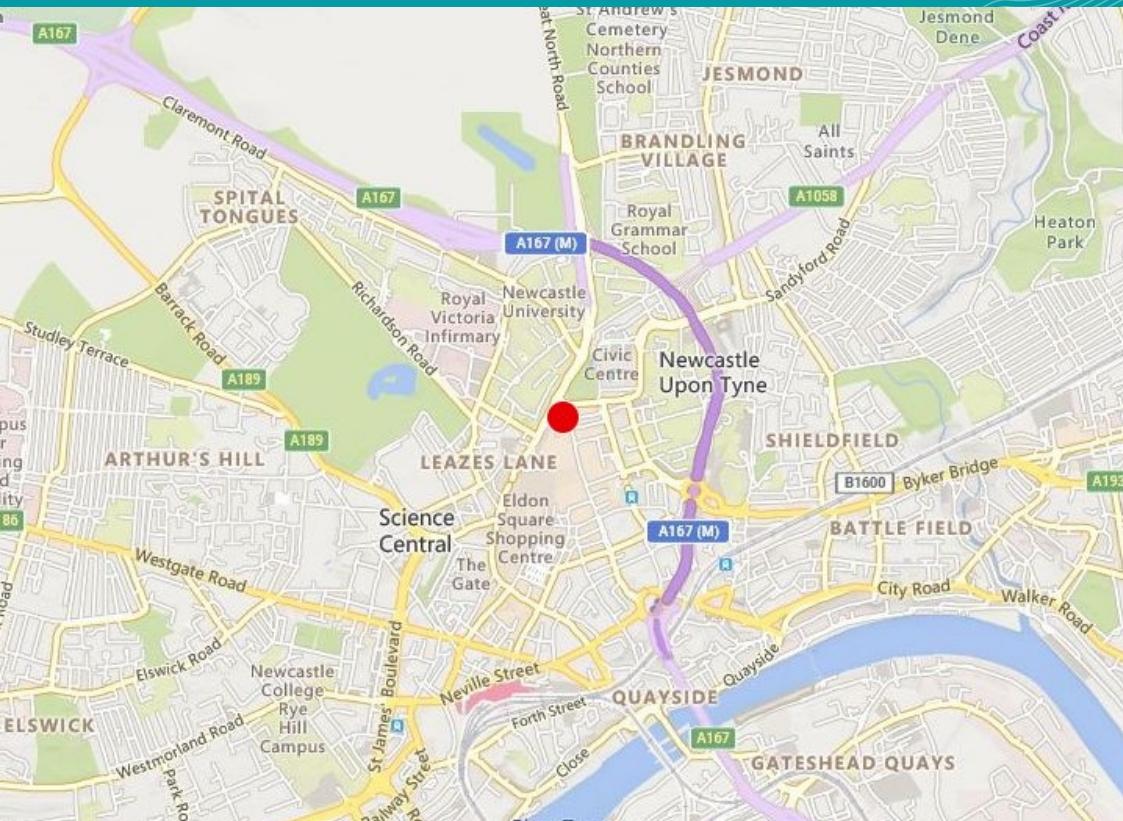 St Andrew's
Cemetery
Northern
Counties
School
Jesmond
Dene
A167
Coast
North Road
JESMOND
Claremont Road
BRANDLING
VILLAGE
All
Saints
SPITAL
TONGUES
A167
A1058
Royal
Grammar
School
Heaton
Park
A167 (M)
Sandyford Road
Barrack Road
Richardson Road
Royal
Victoria
Infirmary
Newcastle
University
Studley Terrace
Civic
Centre
Newcastle
Upon Tyne
A189
A189
ARTHUR'S HILL
LEAZES LANE
SHIELDFIELD
B1600
Byker Bridge
A193
Eldon
Square
Shopping
Centre
Science
Central
A167 (M)
BATTLE FIELD
86
Westgate Road
The
Gate
City Road
Walker Road
Elswick Road
St James' Boulevard
Newcastle
College
Rye
Hill
Campus
Neville Street
Quayside
QUAYSIDE
Forth Street
ELSWICK
A167
Westmorland Road
Close
GATESHEAD QUAYS
Park
Railway Street